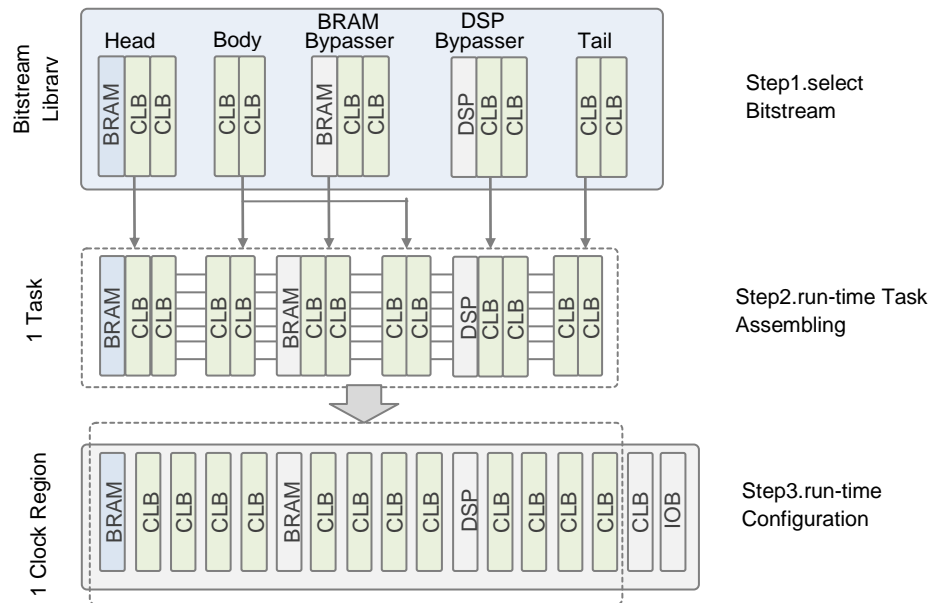 Bitstream
Library
Head
Body
BRAM
Bypasser
DSP
Bypasser
Tail
BRAM
CLB
CLB
CLB
CLB
BRAM
CLB
CLB
DSP
CLB
CLB
CLB
CLB
Step1.select
Bitstream
1 Task
BRAM
CLB
CLB
CLB
CLB
BRAM
CLB
CLB
CLB
CLB
DSP
CLB
CLB
CLB
CLB
Step2.run-time Task
Assembling
1 Clock Region
BRAM
CLB
CLB
CLB
CLB
BRAM
CLB
CLB
CLB
CLB
DSP
CLB
CLB
CLB
CLB
CLB
IOB
Step3.run-time
Configuration